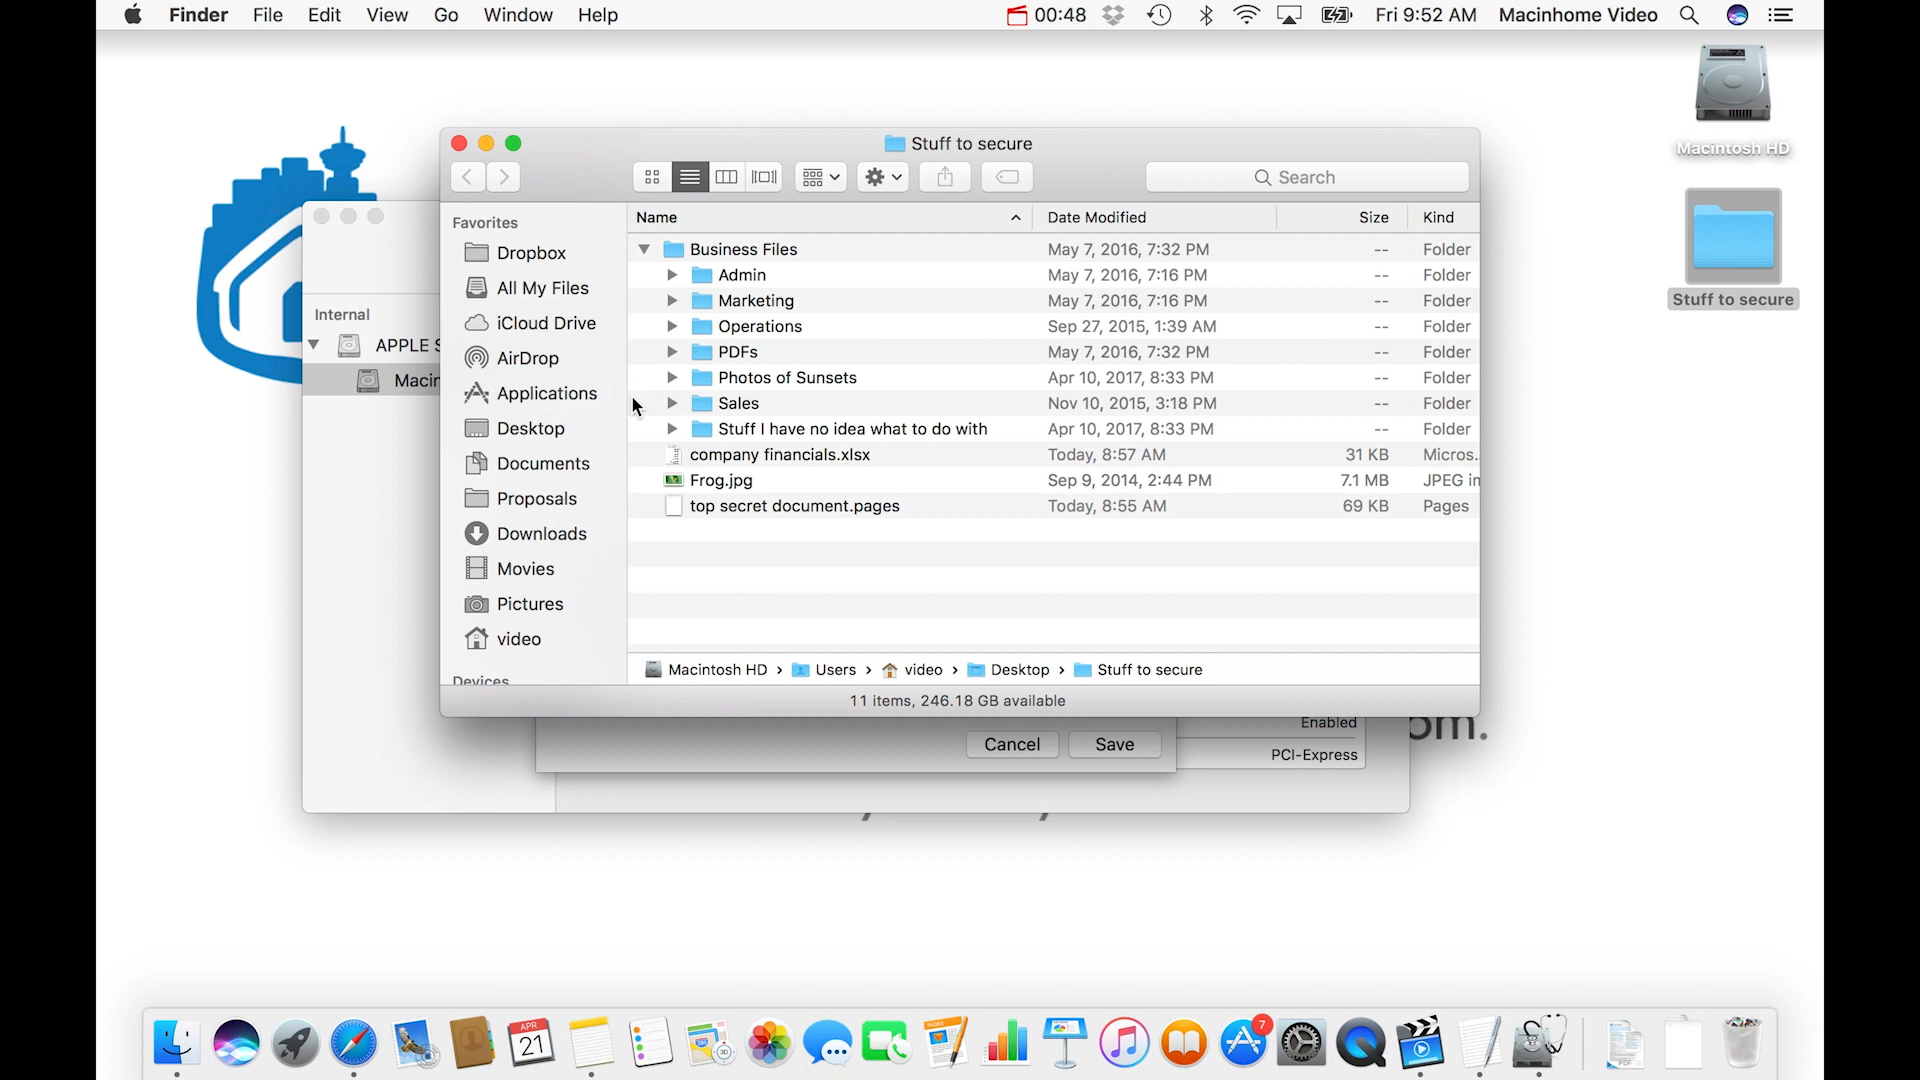 Finder File Edit View Go Window Help 00:48 Fri 9:52 AM Macinhome Video
Macintosh HD
Stuff to secure
Stuff to secure
Search
Favorites
Dropbox
All My Files
iCloud Drive
AirDrop
Applications
Desktop
Documents
Proposals
Downloads
Movies
Pictures
video
Devices
Name Date Modified Size Kind
Business Files May 7, 2016, 7:32 PM -- Folder
Admin May 7, 2016, 7:16 PM -- Folder
Marketing May 7, 2016, 7:16 PM -- Folder
Operations Sep 27, 2015, 1:39 AM -- Folder
PDFs May 7, 2016, 7:32 PM -- Folder
Photos of Sunsets Apr 10, 2017, 8:33 PM -- Folder
Sales Nov 10, 2015, 3:18 PM -- Folder
Stuff I have no idea what to do with Apr 10, 2017, 8:33 PM -- Folder
company financials.xlsx Today, 8:57 AM 31 KB Micros.
Frog.jpg Sep 9, 2014, 2:44 PM 7.1 MB JPEG in
top secret document.pages Today, 8:55 AM 69 KB Pages
Macintosh HD › Users › video › Desktop › Stuff to secure
11 items, 246.18 GB available
Internal
APPLE S
Macin
Enabled
PCI-Express
Cancel Save
om.
APR
21
7